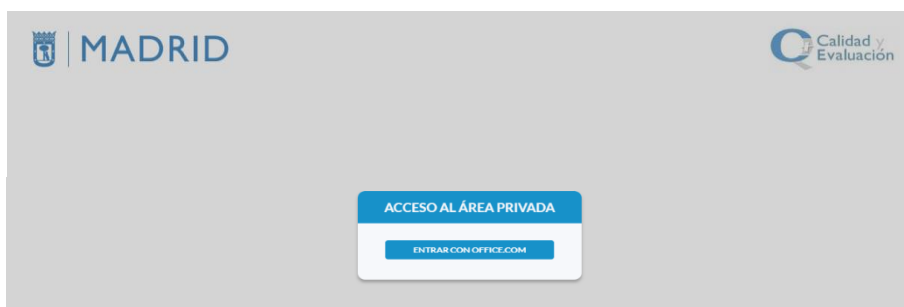 MADRID
Calidad y
Evaluación
ACCESO AL ÁREA PRIVADA
ENTRAR CON OFFICE.COM